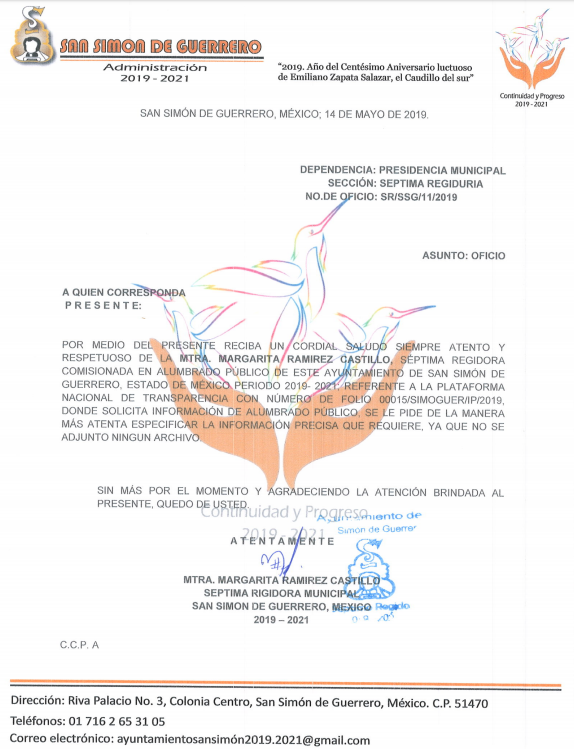 SAN SIMON DE GUERRERO
Administración
2019 - 2021
"2019. Año del Centésimo Aniversario luctuoso
de Emiliano Zapata Salazar, el Caudillo del sur"
Continuidad y Progreso
2019 - 2021
SAN SIMÓN DE GUERRERO, MÉXICO; 14 DE MAYO DE 2019.
DEPENDENCIA: PRESIDENCIA MUNICIPAL
SECCIÓN: SEPTIMA REGIDURIA
NO.DE OFICIO: SR/SSG/11/2019
ASUNTO: OFICIO
A QUIEN CORRESPONDA
P R E S E N T E:
POR MEDIO DEL PRESENTE RECIBA UN CORDIAL SALUDO SIEMPRE ATENTO Y
RESPETUOSO DE LA MTRA. MARGARITA RAMIREZ CASTILLO, SÉPTIMA REGIDORA
COMISIONADA EN ALUMBRADO PÚBLICO DE ESTE AYUNTAMIENTO DE SAN SIMÓN DE
GUERRERO, ESTADO DE MÉXICO PERIODO 2019- 2021; REFERENTE A LA PLATAFORMA
NACIONAL DE TRANSPARENCIA CON NÚMERO DE FOLIO 00015/SIMOGUER/IP/2019,
DONDE SOLICITA INFORMACIÓN DE ALUMBRADO PÚBLICO, SE LE PIDE DE LA MANERA
MÁS ATENTA ESPECIFICAR LA INFORMACIÓN PRECISA QUE REQUIERE, YA QUE NO SE
ADJUNTO NINGUN ARCHIVO.
SIN MÁS POR EL MOMENTO Y AGRADECIENDO LA ATENCIÓN BRINDADA AL
PRESENTE, QUEDO DE USTED.
Continuidad y Progreso
2019 - 2021
Ayuntamiento de
Simón de Guerrer
A T E N T A M E N T E
MTRA. MARGARITA RAMIREZ CASTILLO
SEPTIMA RIGIDORA MUNICIPAL
SAN SIMON DE GUERRERO, MEXICO
2019 – 2021
C.C.P. A
Dirección: Riva Palacio No. 3, Colonia Centro, San Simón de Guerrero, México. C.P. 51470
Teléfonos: 01 716 2 65 31 05
Correo electrónico: ayuntamientosansimón2019.2021@gmail.com